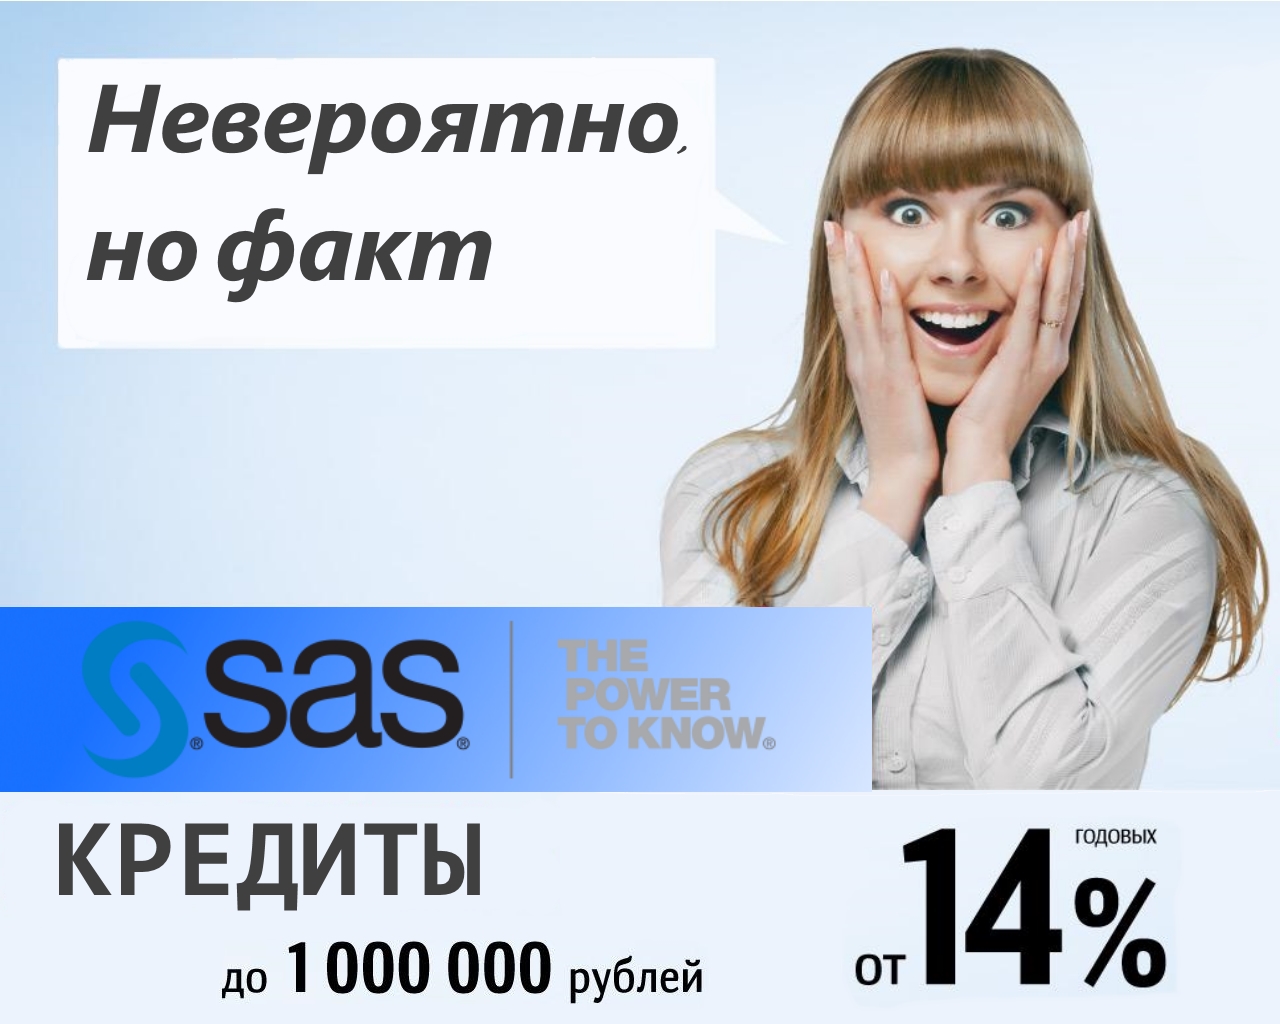 Невероятно,
но факт
sas
THE
POWER
TO KNOW®
КРЕДИТЫ
до 1 000 000 рублей
от 14% годовых